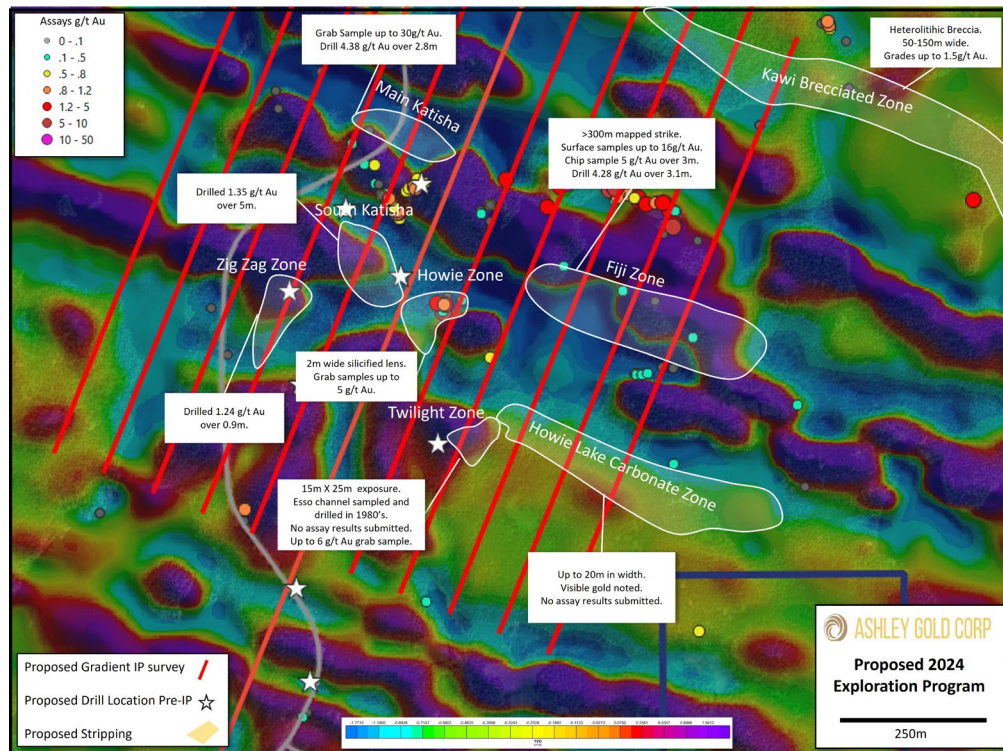 Assays g/t Au
0 - .1
.1 - .5
.5 - .8
.8 - 1.2
1.2 - 5
5 - 10
10 - 50
Grab Sample up to 30g/t Au.
Drill 4.38 g/t Au over 2.8m
Heterolitihic Breccia.
50-150m wide.
Grades up to 1.5g/t Au.
Kawi Brecciated Zone
Main Katisha
>300m mapped strike.
Surface samples up to 16g/t Au.
Chip sample 5 g/t Au over 3m.
Drill 4.28 g/t Au over 3.1m.
Drilled 1.35 g/t Au
over 5m.
South Katisha
Zig Zag Zone
Howie Zone
Fiji Zone
2m wide silicified lens.
Grab samples up to
5 g/t Au.
Drilled 1.24 g/t Au
over 0.9m.
Twilight Zone
Howie Lake Carbonate Zone
15m X 25m exposure.
Esso channel sampled and
drilled in 1980's.
No assay results submitted.
Up to 6 g/t Au grab sample.
Up to 20m in width.
Visible gold noted.
No assay results submitted.
Proposed Gradient IP survey
Proposed Drill Location Pre-IP
Proposed Stripping
ASHLEY GOLD CORP
Proposed 2024
Exploration Program
250m